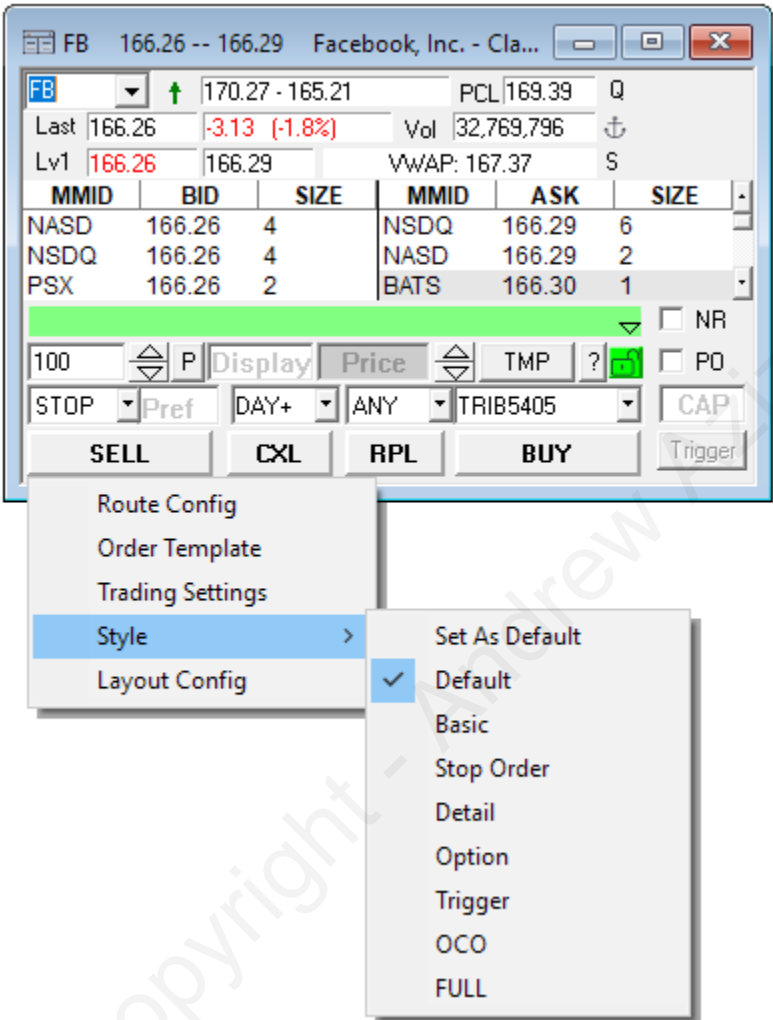 FB 166.26 -- 166.29 Facebook, Inc. - Cla...
FB 170.27 - 165.21 PCL 169.39 Q
Last 166.26 -3.13 (-1.8%) Vol 32,769,796
Lv1 166.26 166.29 VWAP: 167.37 S
MMID BID SIZE MMID ASK SIZE
NASD 166.26 4 NSDQ 166.29 6
NSDQ 166.26 4 NASD 166.29 2
PSX 166.26 2 BATS 166.30 1
NR
100 P Display Price TMP ? PO
STOP Pref DAY+ ANY TRIB5405 CAP
SELL CXL RPL BUY Trigger
Route Config
Order Template
Trading Settings
Style >
Layout Config
Set As Default
Default
Basic
Stop Order
Detail
Option
Trigger
OCO
FULL
opyright - Andrew Azi